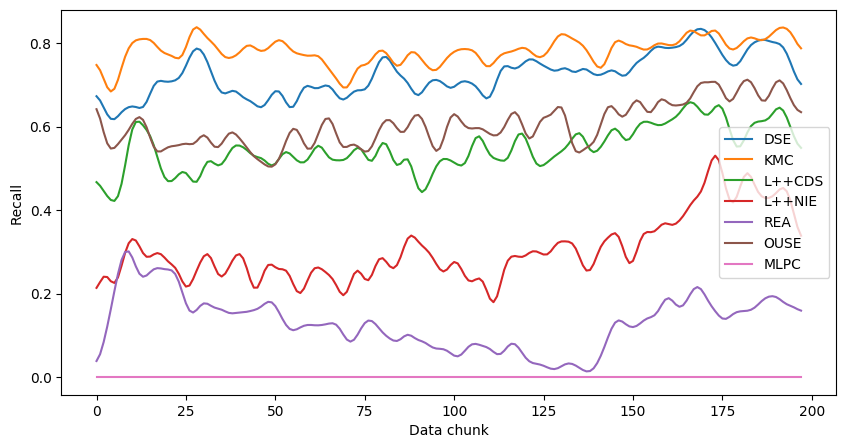 0.8
0.6
0.4
0.2
0.0
Recall
0
25
50
75
100
125
150
175
200
Data chunk
DSE
KMC
L++CDS
L++NIE
REA
OUSE
MLPC